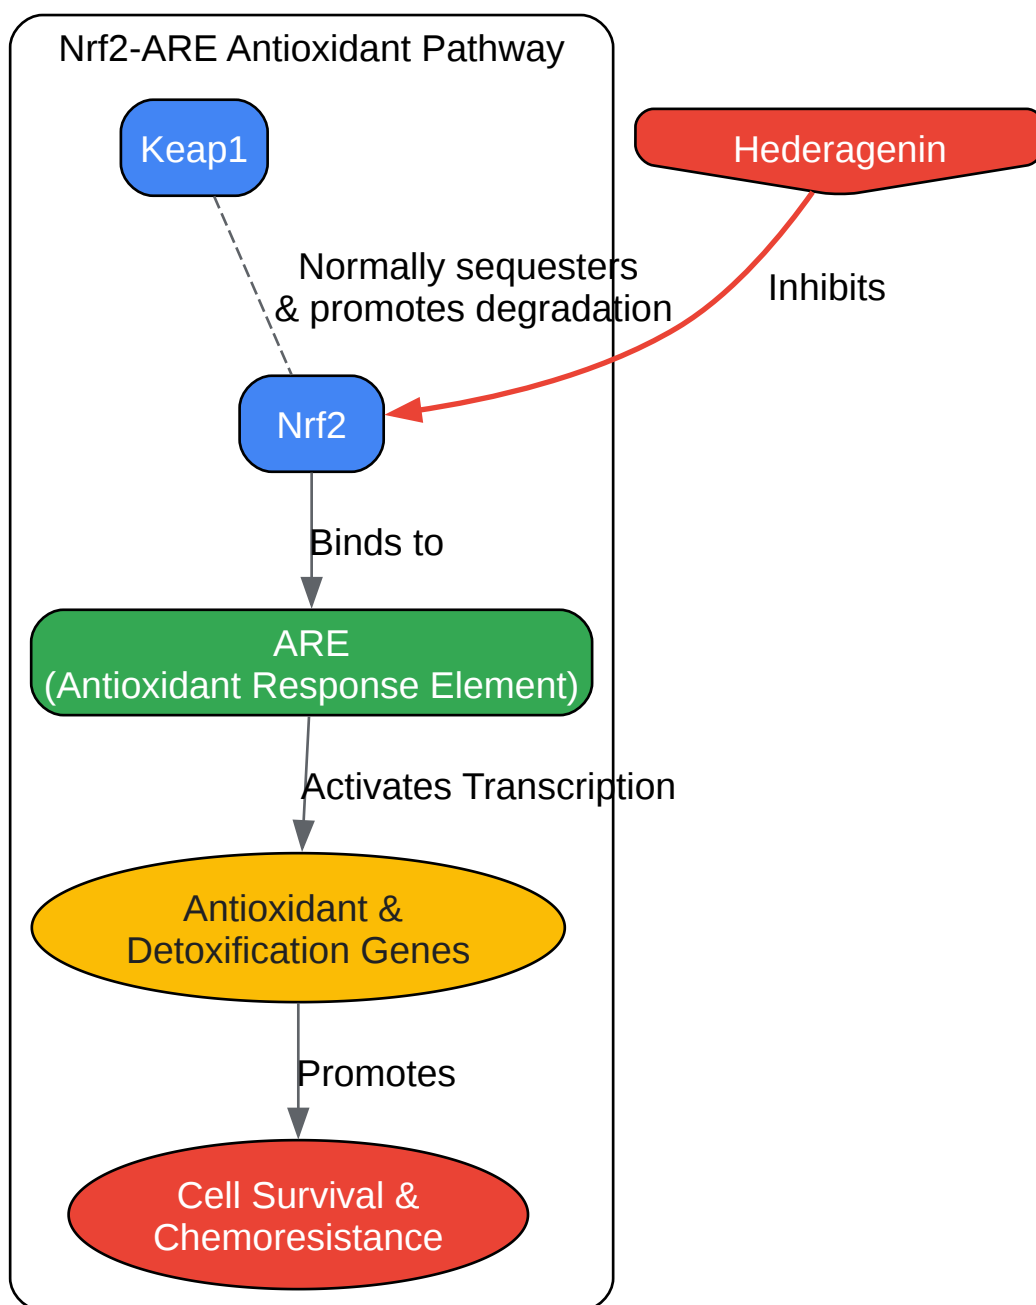 Nrf2-ARE Antioxidant Pathway
Keap1
Hederagenin
Normally sequesters
& promotes degradation
Inhibits
Nrf2
Binds to
ARE
(Antioxidant Response Element)
Activates Transcription
Antioxidant &
Detoxification Genes
Promotes
Cell Survival &
Chemoresistance